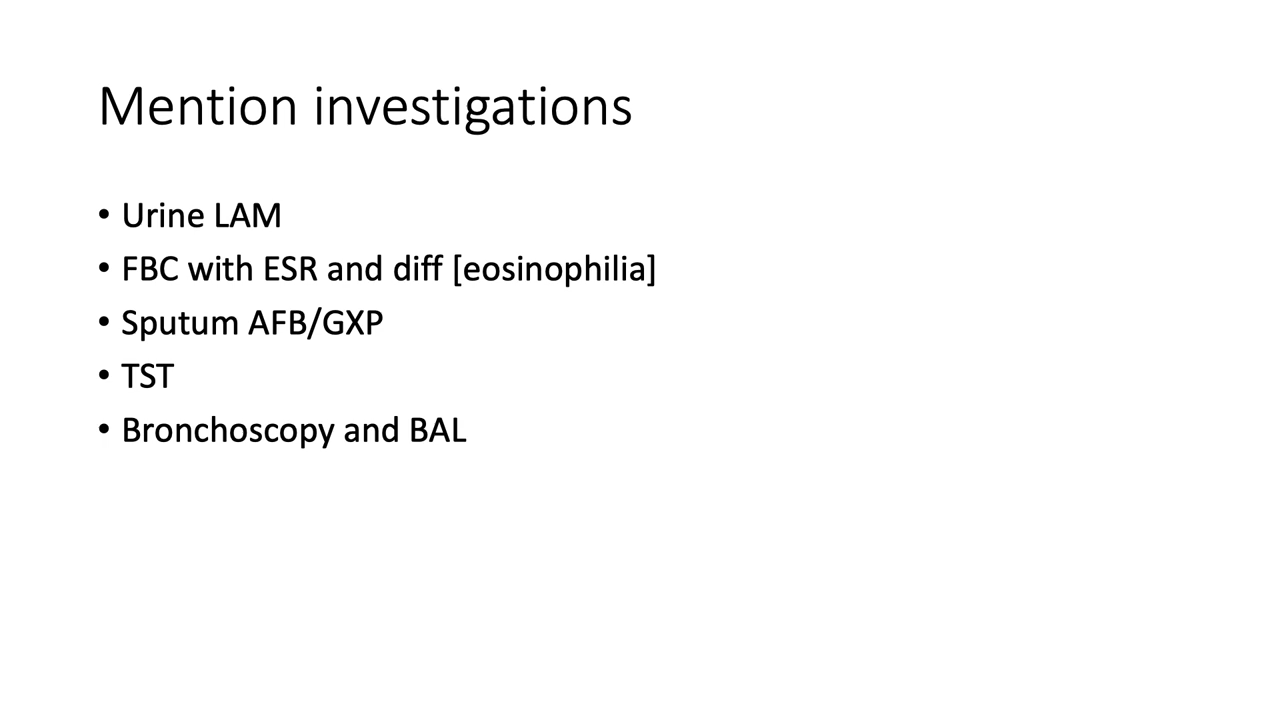 Mention investigations
• Urine LAM
• FBC with ESR and diff [eosinophilia]
• Sputum AFB/GXP
• TST
• Bronchoscopy and BAL